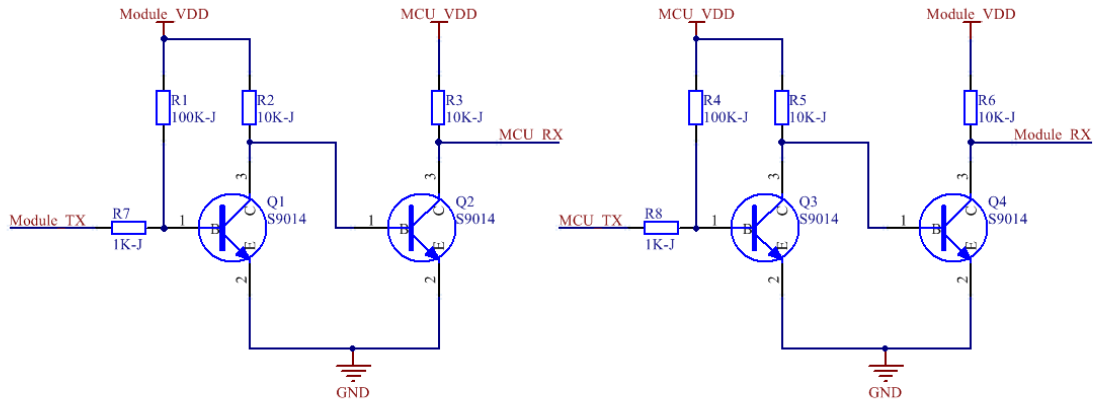 Module_VDD
MCU_VDD
MCU_VDD
Module_VDD
R1
100K-J
R2
10K-J
R3
10K-J
MCU_RX
R4
100K-J
R5
10K-J
R6
10K-J
Module_RX
Module_TX
R7
1K-J
1
B
3
C
E
2
Q1
S9014
1
B
3
C
E
2
Q2
S9014
MCU_TX
R8
1K-J
1
B
3
C
E
2
Q3
S9014
1
B
3
C
E
2
Q4
S9014
GND
GND